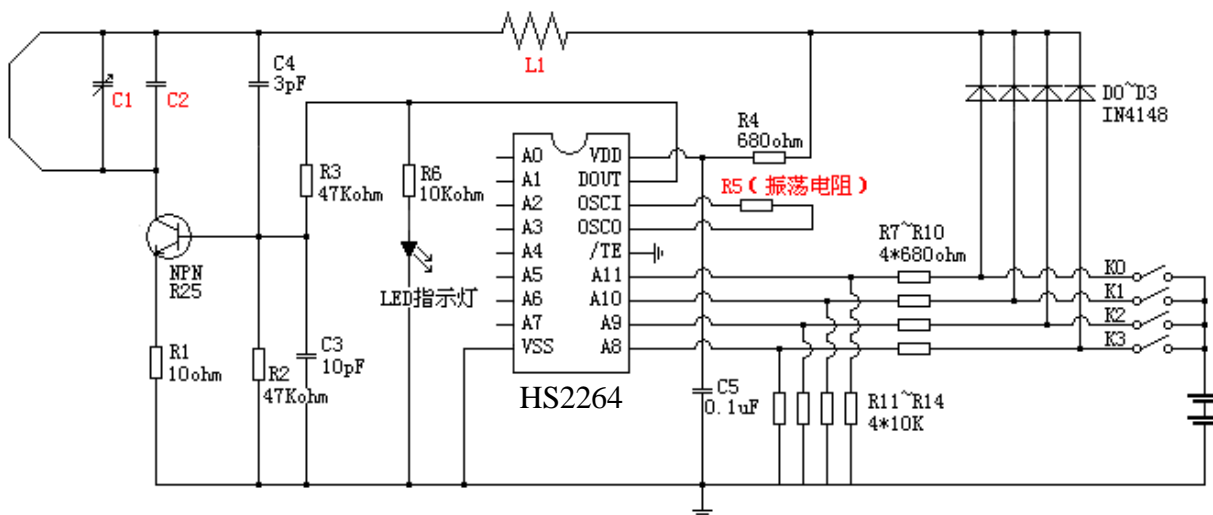 C1
C2
C4
3pF
L1
D0~D3
IN4148
R3
47Kohm
R6
10Kohm
R4
680ohm
R5(振荡电阻)
A0
A1
A2
A3
A4
A5
A6
A7
VSS
VDD
DOUT
OSCI
OSCO
/TE
A11
A10
A9
A8
HS2264
NPN
R25
LED指示灯
R7~R10
4*680ohm
K0
K1
K2
K3
R1
10ohm
R2
47Kohm
C3
10pF
C5
0.1uF
R11~R14
4*10K